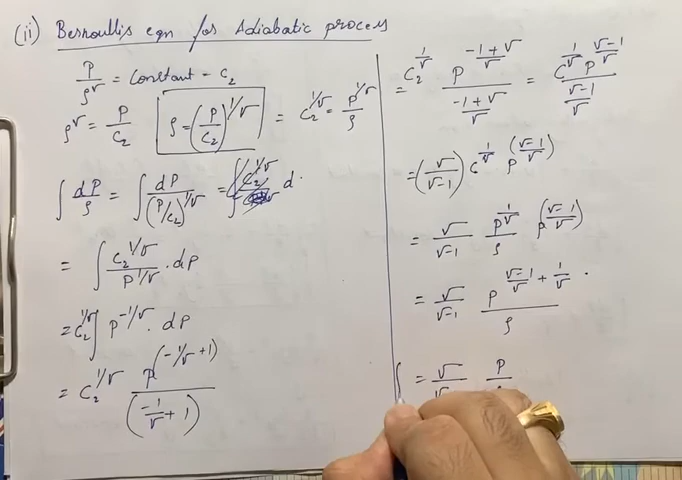 (ii) Bernoullis eqn for Adiabatic process
P/ρ^γ = Constant = C₂
ρ^γ = P/C₂  ρ = (P/C₂)^1/γ = C₂^1/γ = P^1/γ/ρ
∫ dP/ρ = ∫ dP/(P/C₂)^1/γ = d.
= ∫ C₂^1/γ/P^1/γ . dP
= C₂^1/γ ∫ P^-1/γ . dP
= C₂^1/γ P^(-1/γ+1)/(-1/γ + 1)
= C₂^1/γ P^(-1+γ)/γ/((-1+γ)/γ) = C^1/γ P^(γ-1)/γ/((γ-1)/γ)
= (γ/(γ-1)) C^1/γ P^((γ-1)/γ)
= γ/(γ-1) P^1/γ/ρ P^((γ-1)/γ)
= γ/(γ-1) P^((γ-1)/γ + 1/γ)/ρ .
∫ = γ/γ P